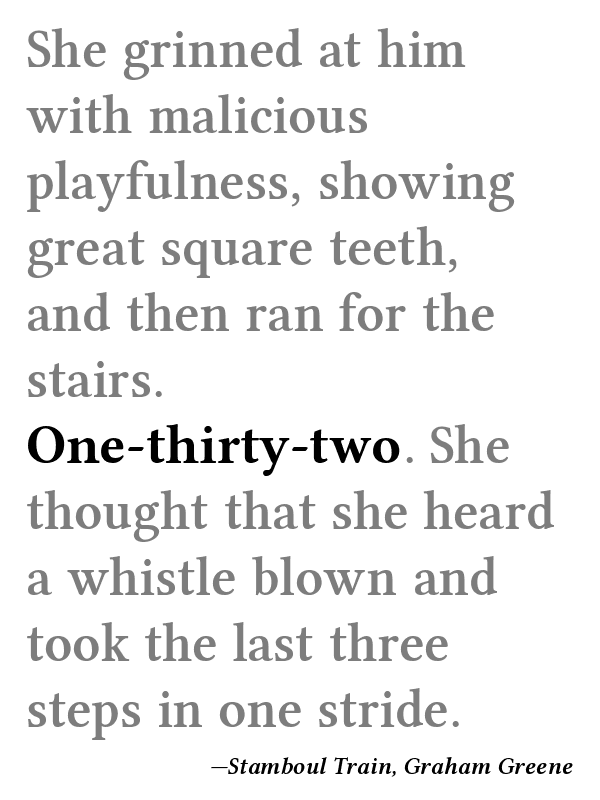 She grinned at him
with malicious
playfulness, showing
great square teeth,
and then ran for the
stairs.
One-thirty-two. She
thought that she heard
a whistle blown and
took the last three
steps in one stride.
—Stamboul Train, Graham Greene